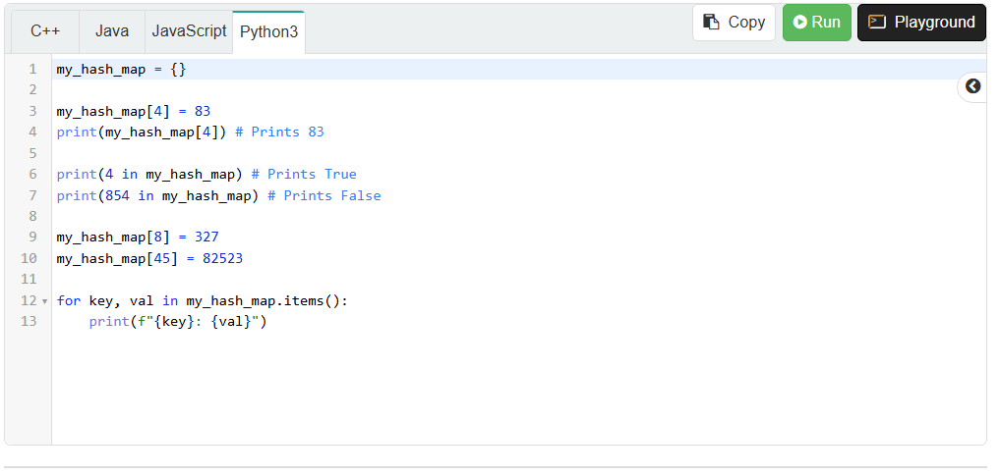 C++ Java JavaScript Python3 Copy Run Playground
1 my_hash_map = {}
2
3 my_hash_map[4] = 83
4 print(my_hash_map[4]) # Prints 83
5
6 print(4 in my_hash_map) # Prints True
7 print(854 in my_hash_map) # Prints False
8
9 my_hash_map[8] = 327
10 my_hash_map[45] = 82523
11
12 for key, val in my_hash_map.items():
13     print(f"{key}: {val}")